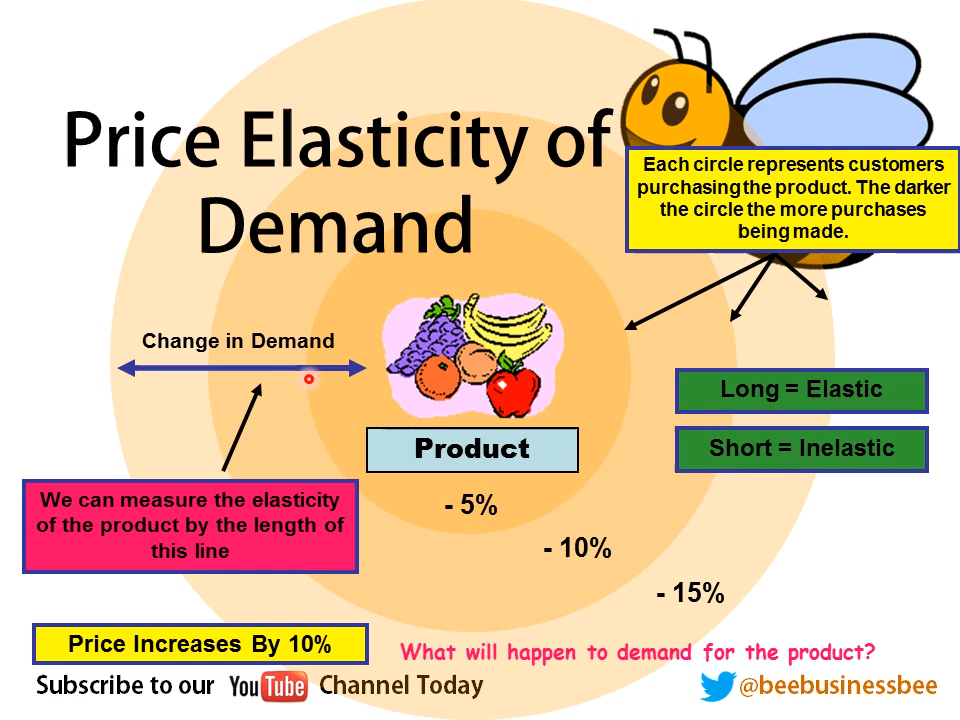 Price Elasticity of
Demand
Each circle represents customers
purchasing the product. The darker
the circle the more purchases
being made.
Change in Demand
Long = Elastic
Product
Short = Inelastic
We can measure the elasticity
of the product by the length of
this line
- 5%
- 10%
- 15%
Price Increases By 10%
What will happen to demand for the product?
Subscribe to our YouTube Channel Today
@beebusinessbee